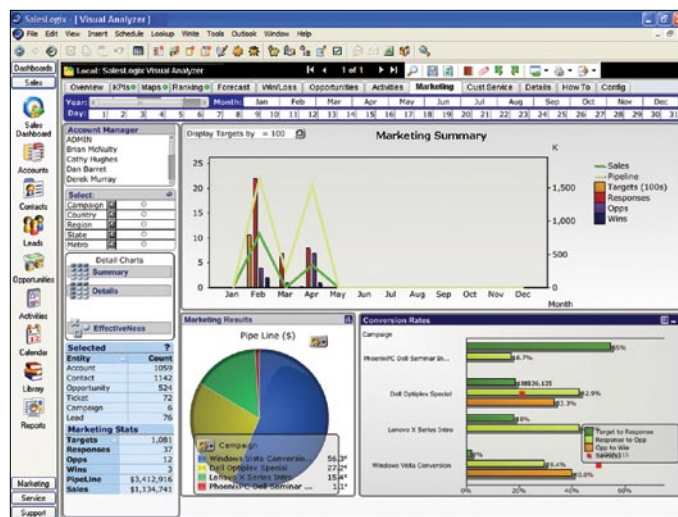 SalesLogix - [ Visual Analyzer ]
File Edit View Insert Schedule Lookup Write Tools Outlook Window Help
Dashboards
Sales
Sales Dashboard
Accounts
Contacts
Leads
Opportunities
Activities
Calendar
Library
Reports
Marketing
Service
Support
Local: SalesLogix Visual Analyzer
1 of 1
Overview KPIs Maps Ranking Forecast Win/Loss Opportunities Activities Marketing Cust Service Details How To Config
Year: Month: Jan Feb Mar Apr May Jun Jul Aug Sep Oct Nov Dec
Day: 1 2 3 4 5 6 7 8 9 10 11 12 13 14 15 16 17 18 19 20 21 22 23 24 25 26 27 28 29 30 31
Account Manager
ADMIN
Brian McNulty
Cathy Hughes
Dan Barret
Derek Murray
Select:
Campaign
Country
Region
State
Metro
Detail Charts
Summary
Details
EffectiveNess
Selected ?
Entity Count
Account 1059
Contact 1142
Opportunity 524
Ticket 72
Campaign 6
Lead 76
Marketing Stats
Targets 1,081
Responses 37
Opps 12
Wins 3
PipeLine $3,412,916
Sales $1,134,741
Display Targets by = 100
Marketing Summary
K
25
20
15
10
5
0
1,500
1,000
500
0
Jan Feb Mar Apr May Jun Jul Aug Sep Oct Nov Dec
Month
Sales
Pipeline
Targets (100s)
Responses
Opps
Wins
Marketing Results
Pipe Line ($)
Campaign
Windows Vista Conversio... 56.3%
Dell Optiplex Special 27.2%
Lenovo X Series Intro 15.4%
PhoenixPC Dell Seminar ... 1.1%
Conversion Rates
Campaign
PhoenixPC Dell Seminar In...
Dell Optiplex Special
Lenovo X Series Intro
Windows Vista Conversion
55%
16.7%
42.9%
33.3%
18%
29.4%
40.0%
Target to Response
Response to Opp
Opp to Win
0% 20% 40% 60%